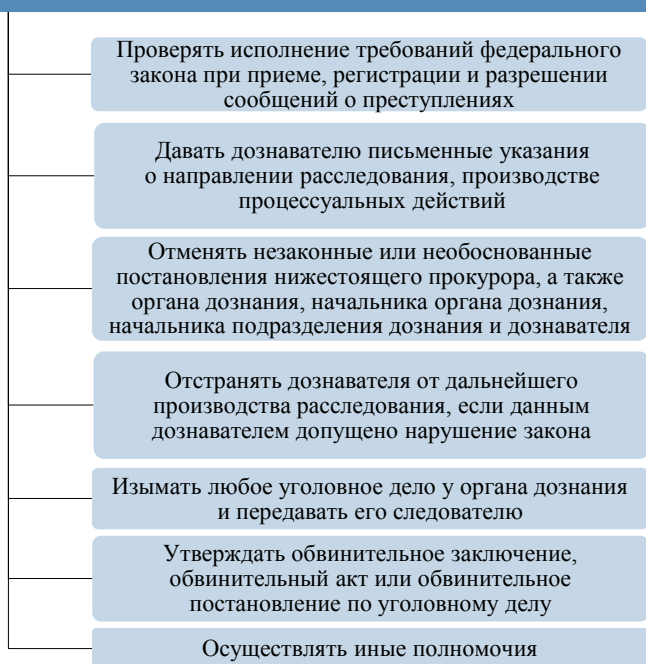 Проверять исполнение требований федерального
закона при приеме, регистрации и разрешении
сообщений о преступлениях
Давать дознавателю письменные указания
о направлении расследования, производстве
процессуальных действий
Отменять незаконные или необоснованные
постановления нижестоящего прокурора, а также
органа дознания, начальника органа дознания,
начальника подразделения дознания и дознавателя
Отстранять дознавателя от дальнейшего
производства расследования, если данным
дознавателем допущено нарушение закона
Изымать любое уголовное дело у органа дознания
и передавать его следователю
Утверждать обвинительное заключение,
обвинительный акт или обвинительное
постановление по уголовному делу
Осуществлять иные полномочия